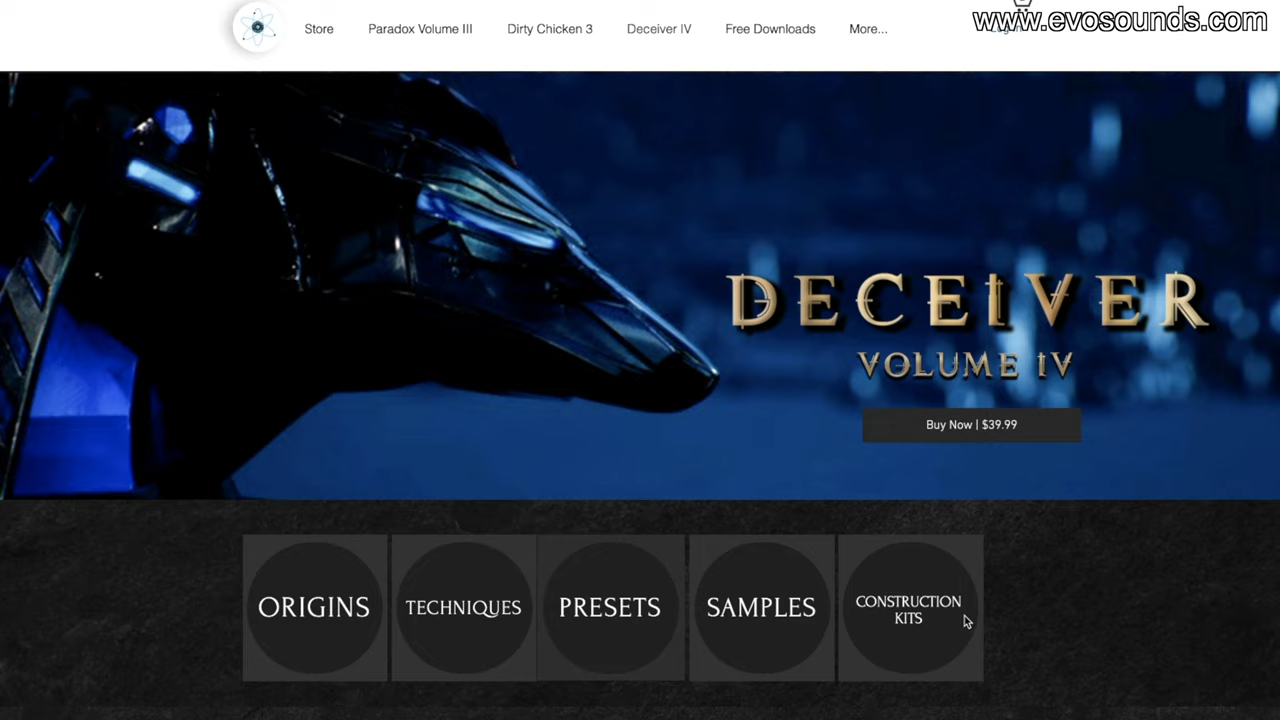 www.evosounds.com
Store Paradox Volume III Dirty Chicken 3 Deceiver IV Free Downloads More...
DECEIVER
VOLUME IV
Buy Now | $39.99
ORIGINS
TECHNIQUES
PRESETS
SAMPLES
CONSTRUCTION
KITS